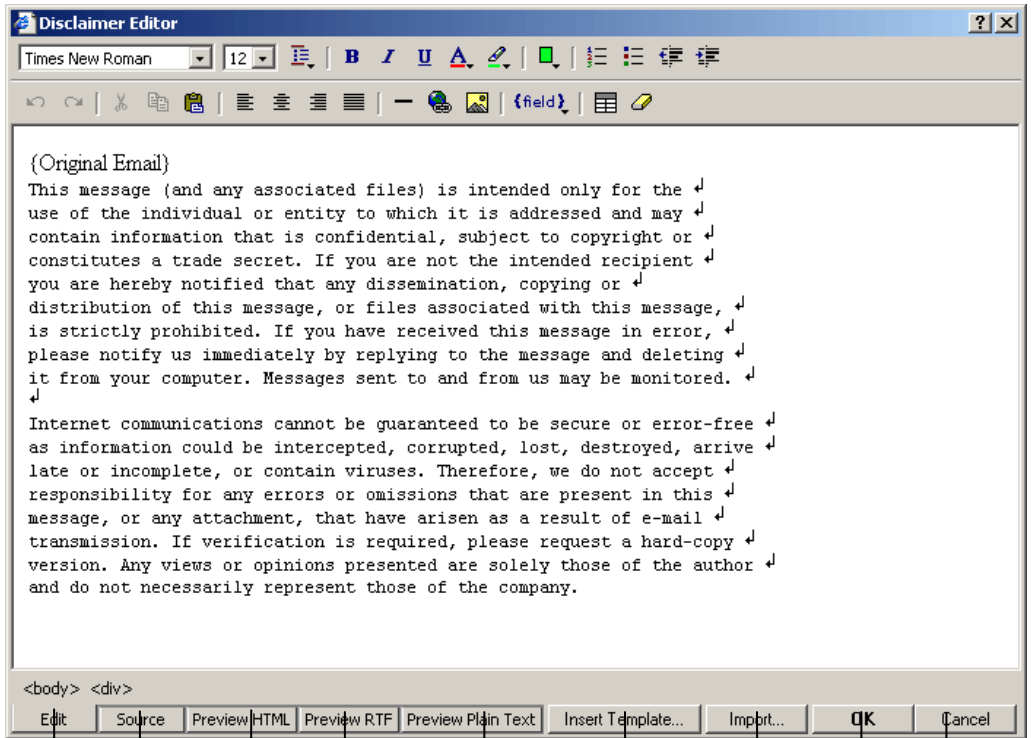 Disclaimer Editor
Times New Roman 12 B I U A
{field}
{Original Email}
This message (and any associated files) is intended only for the ↲
use of the individual or entity to which it is addressed and may ↲
contain information that is confidential, subject to copyright or ↲
constitutes a trade secret. If you are not the intended recipient ↲
you are hereby notified that any dissemination, copying or ↲
distribution of this message, or files associated with this message, ↲
is strictly prohibited. If you have received this message in error, ↲
please notify us immediately by replying to the message and deleting ↲
it from your computer. Messages sent to and from us may be monitored. ↲
↲
Internet communications cannot be guaranteed to be secure or error-free ↲
as information could be intercepted, corrupted, lost, destroyed, arrive ↲
late or incomplete, or contain viruses. Therefore, we do not accept ↲
responsibility for any errors or omissions that are present in this ↲
message, or any attachment, that have arisen as a result of e-mail ↲
transmission. If verification is required, please request a hard-copy ↲
version. Any views or opinions presented are solely those of the author ↲
and do not necessarily represent those of the company.
<body> <div>
Edit Source Preview HTML Preview RTF Preview Plain Text Insert Template... Import... OK Cancel